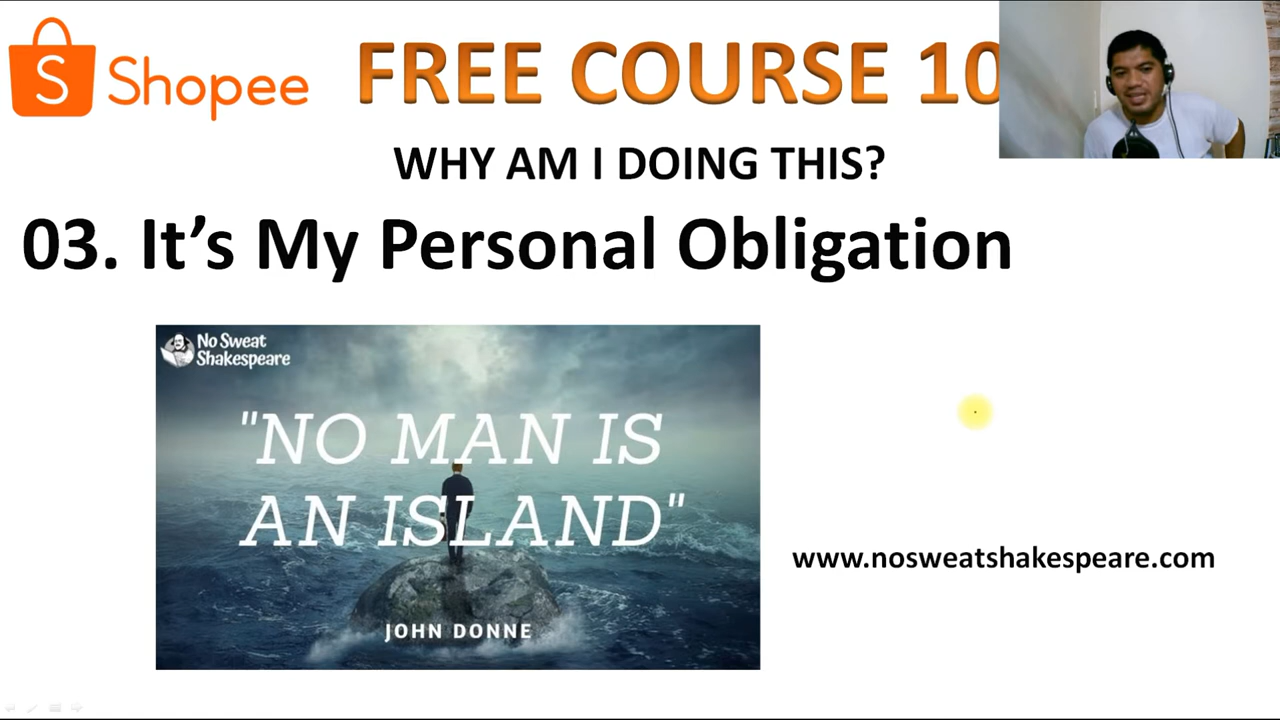 Shopee
FREE COURSE 10
WHY AM I DOING THIS?
03. It’s My Personal Obligation
No Sweat
Shakespeare
"NO MAN IS
AN ISLAND"
JOHN DONNE
www.nosweatshakespeare.com